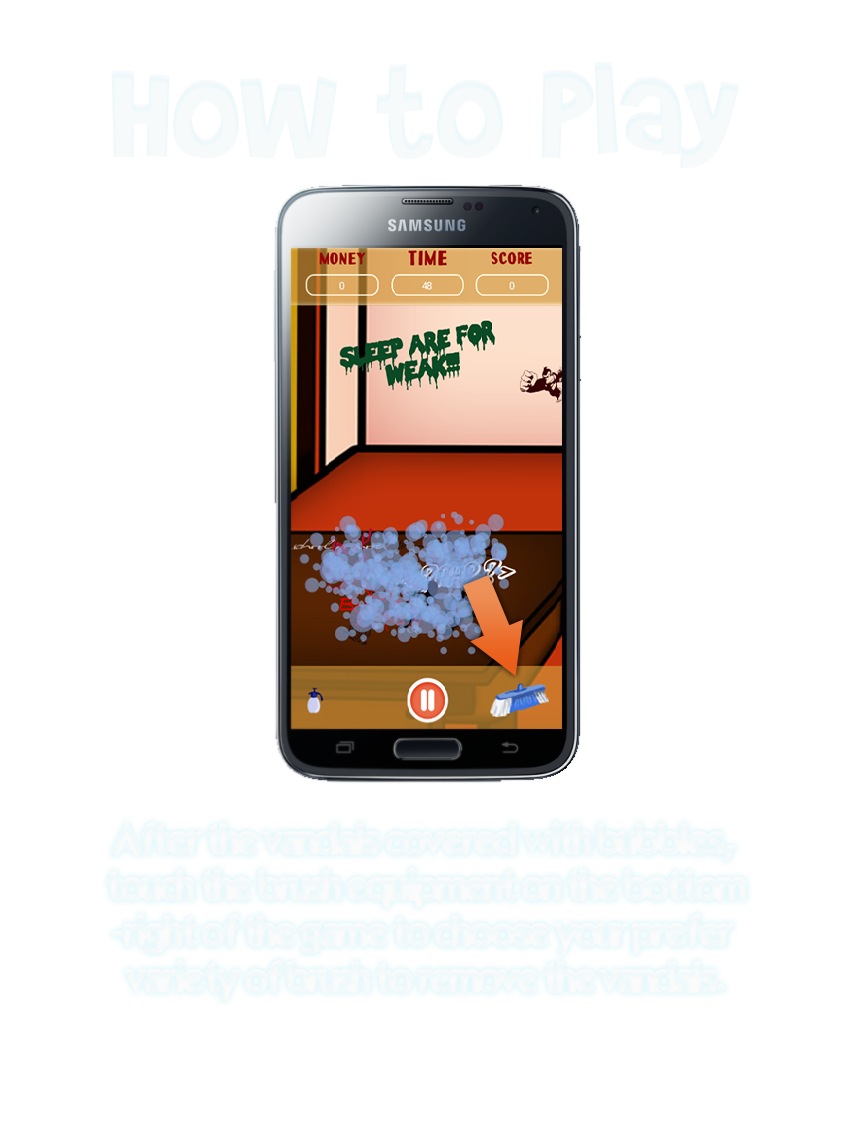 How to Play
SAMSUNG
MONEY TIME SCORE
0 48 0
SLEEP ARE FOR
WEAK!!!
After the vandals covered with bubbles,
touch the brush equipment on the bottom
-right of the game to choose your prefer
variety of brush to remove the vandals.